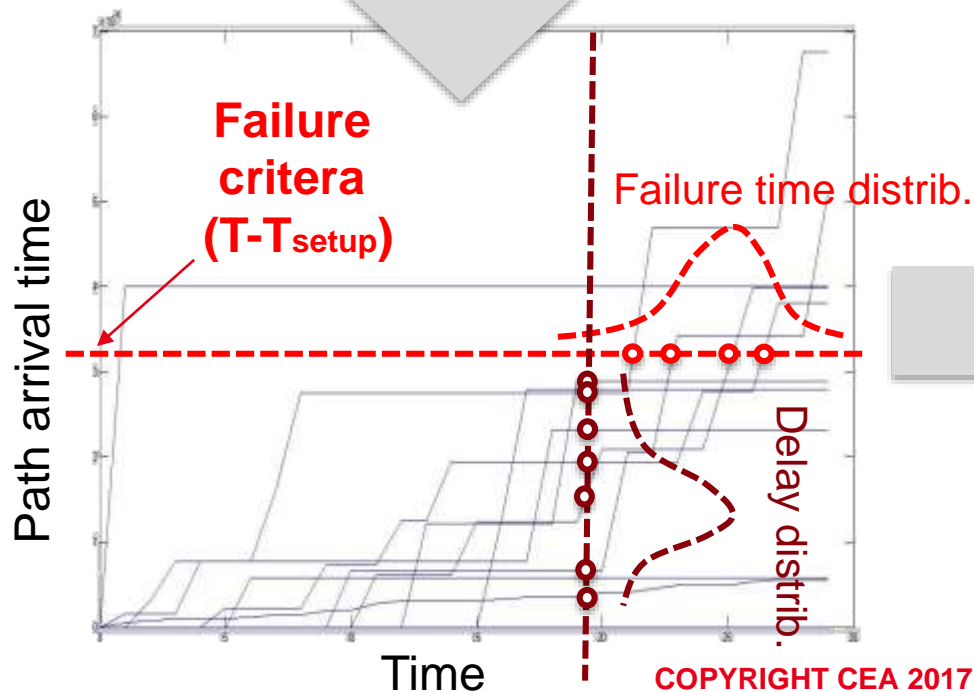 Failure
critera
(T-Tsetup)
Failure time distrib.
Path arrival time
Delay distrib.
Time
COPYRIGHT CEA 2017